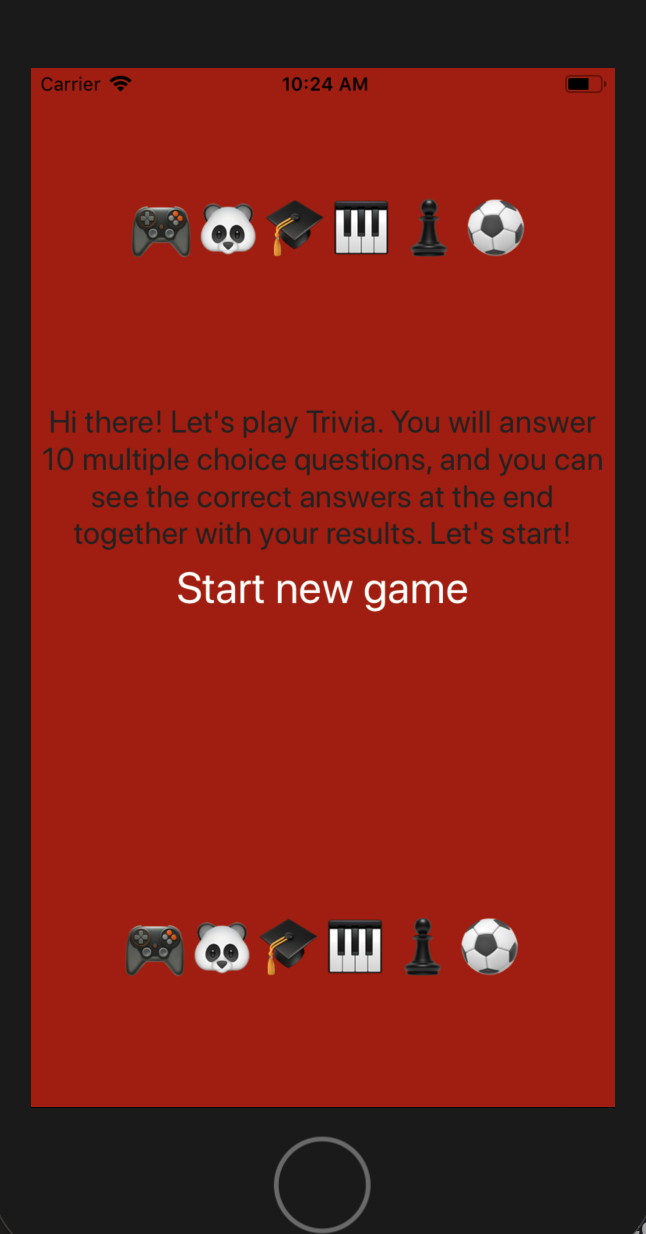 Carrier
10:24 AM
Hi there! Let's play Trivia. You will answer
10 multiple choice questions, and you can
see the correct answers at the end
together with your results. Let's start!
Start new game